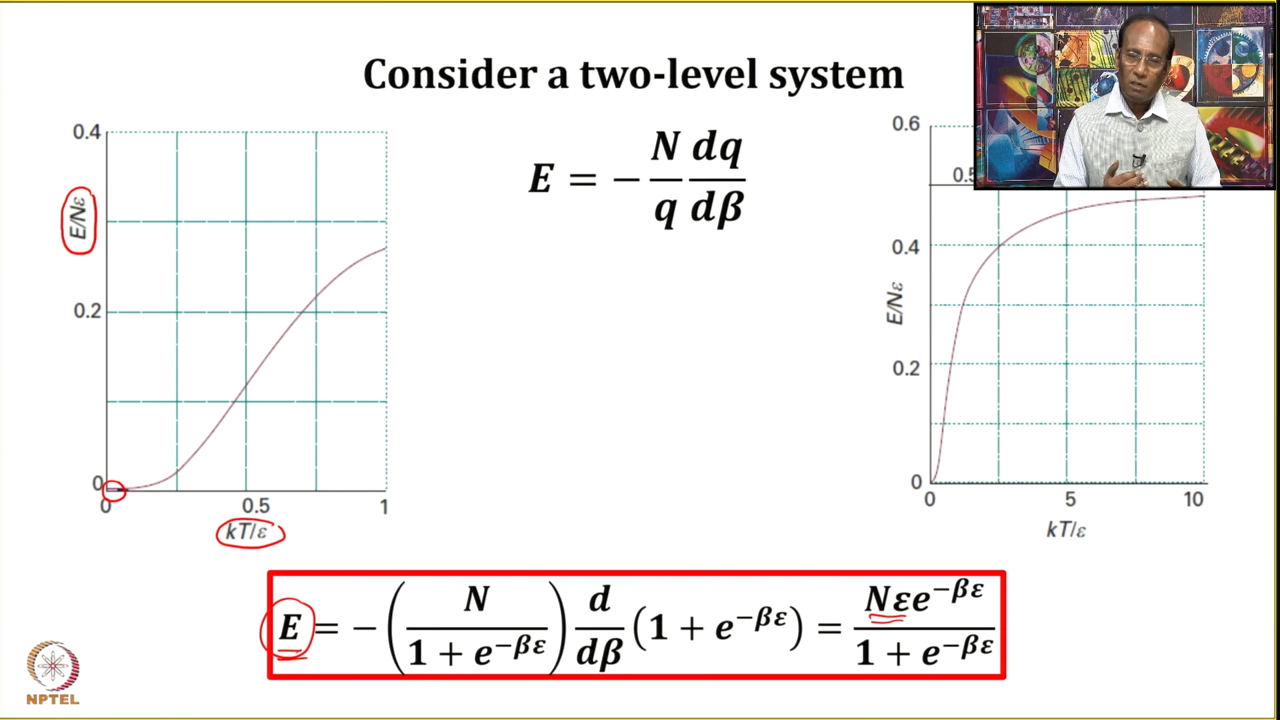 Consider a two-level system
E = − N/q dq/dβ
0.4
0.2
0
E/Nε
0
0.5
1
kT/ε
0.6
0.5
0.4
0.2
0
E/Nε
0
5
10
kT/ε
E = −(N/(1 + e^{−βε})) d/dβ (1 + e^{−βε}) = Nεe^{−βε}/(1 + e^{−βε})
NPTEL